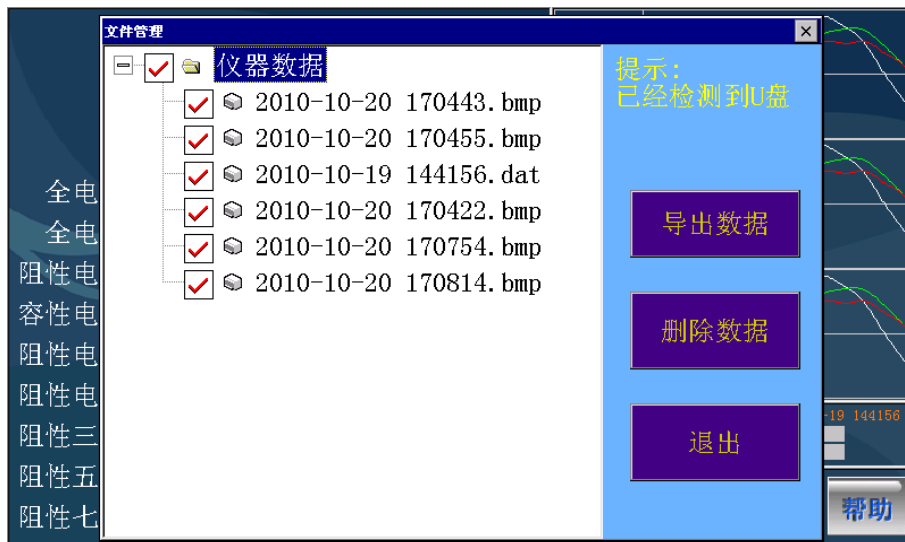 文件管理
仪器数据
2010-10-20 170443.bmp
2010-10-20 170455.bmp
2010-10-19 144156.dat
2010-10-20 170422.bmp
2010-10-20 170754.bmp
2010-10-20 170814.bmp
提示:
已经检测到U盘
导出数据
删除数据
退出
全电
全电
阻性电
容性电
阻性电
阻性电
阻性三
阻性五
阻性七
-19 144156
帮助